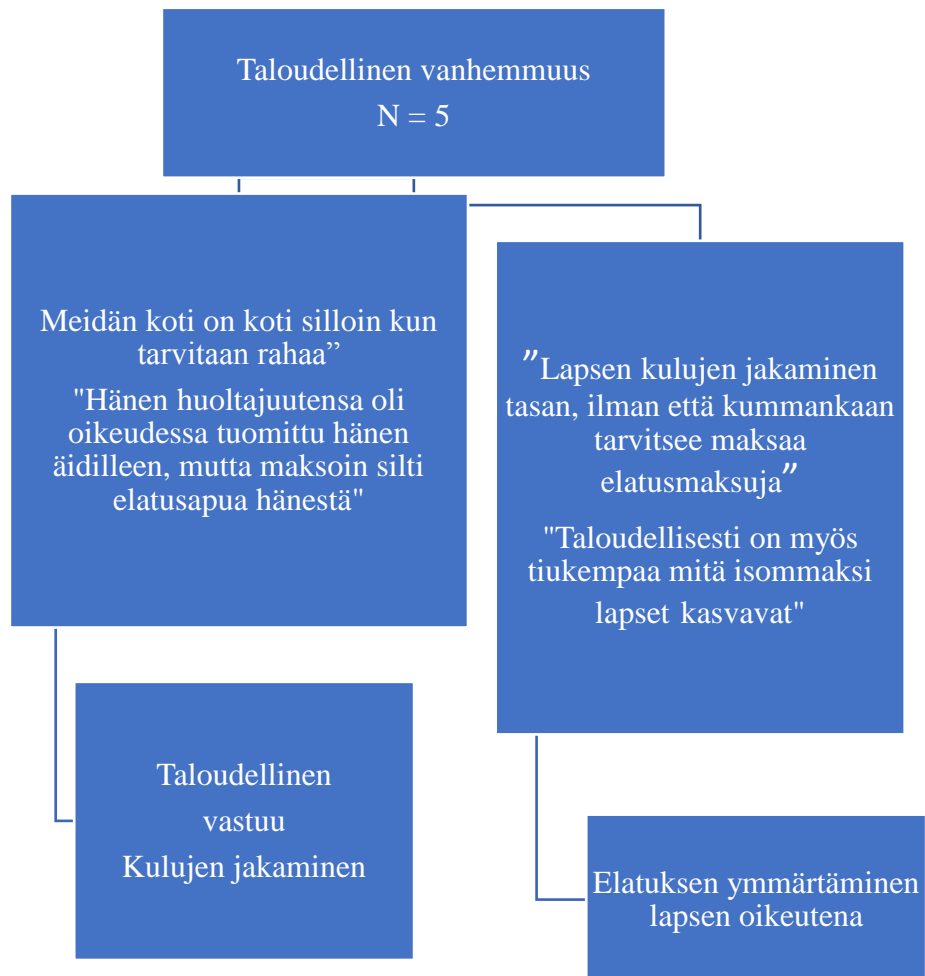 Taloudellinen vanhemmuus
N = 5
Meidän koti on koti silloin kun
tarvitaan rahaa”
"Hänen huoltajuutensa oli
oikeudessa tuomittu hänen
äidilleen, mutta maksoin silti
elatusapua hänestä"
”Lapsen kulujen jakaminen
tasan, ilman että kummankaan
tarvitsee maksaa
elatusmaksuja”
"Taloudellisesti on myös
tiukempaa mitä isommaksi
lapset kasvavat"
Taloudellinen
vastuu
Kulujen jakaminen
Elatuksen ymmärtäminen
lapsen oikeutena